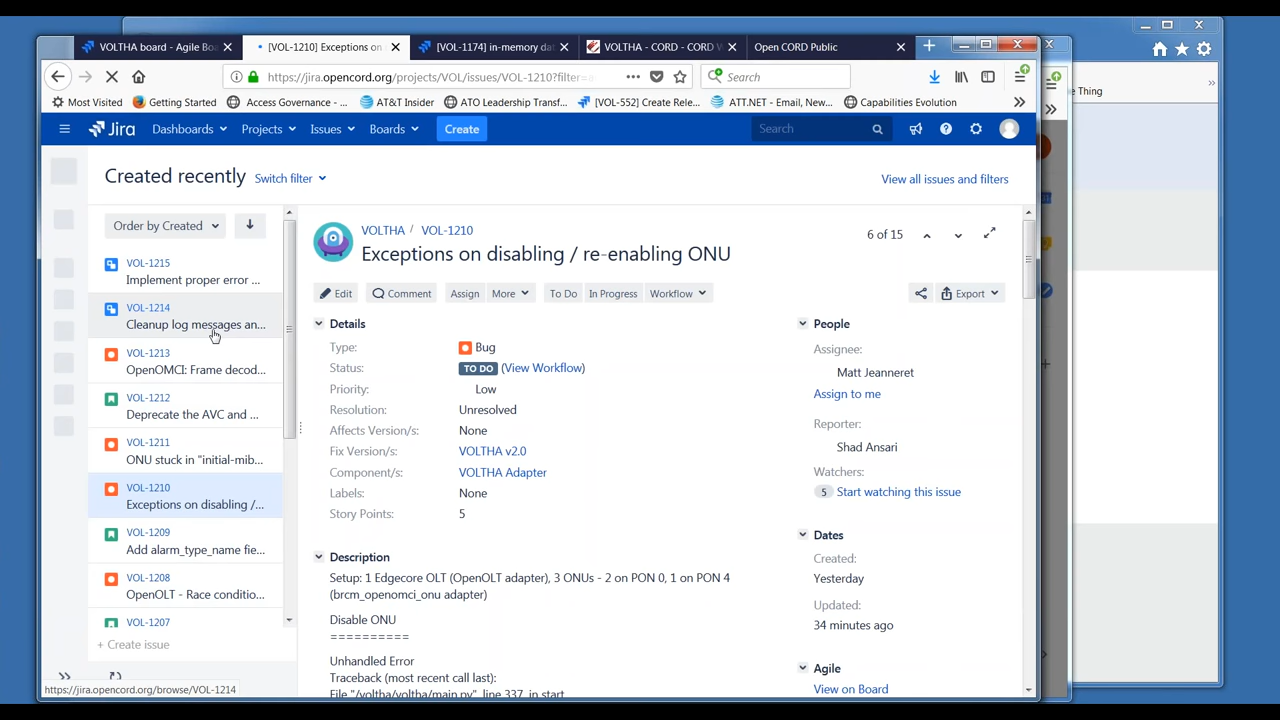 VOLTHA board - Agile Boa
[VOL-1210] Exceptions on
[VOL-1174] in-memory dat
VOLTHA - CORD - CORD W
Open CORD Public
https://jira.opencord.org/projects/VOL/issues/VOL-1210?filter=a
Search
Most Visited
Getting Started
Access Governance - ...
AT&T Insider
ATO Leadership Transf...
[VOL-552] Create Rele...
ATT.NET - Email, New...
Capabilities Evolution
e Thing
Jira
Dashboards
Projects
Issues
Boards
Create
Search
Created recently
Switch filter
View all issues and filters
Order by Created
VOL-1215
Implement proper error ...
VOL-1214
Cleanup log messages an...
VOL-1213
OpenOMCI: Frame decod...
VOL-1212
Deprecate the AVC and ...
VOL-1211
ONU stuck in "initial-mib...
VOL-1210
Exceptions on disabling /...
VOL-1209
Add alarm_type_name fie...
VOL-1208
OpenOLT - Race conditio...
VOL-1207
+ Create issue
VOLTHA / VOL-1210
6 of 15
Exceptions on disabling / re-enabling ONU
Edit
Comment
Assign
More
To Do
In Progress
Workflow
Export
Details
Type: Bug
Status: TO DO (View Workflow)
Priority: Low
Resolution: Unresolved
Affects Version/s: None
Fix Version/s: VOLTHA v2.0
Component/s: VOLTHA Adapter
Labels: None
Story Points: 5
Description
Setup: 1 Edgecore OLT (OpenOLT adapter), 3 ONUs - 2 on PON 0, 1 on PON 4
(brcm_openomci_onu adapter)
Disable ONU
==========
Unhandled Error
Traceback (most recent call last):
File "/voltha/voltha/main.py", line 337, in start
People
Assignee:
Matt Jeanneret
Assign to me
Reporter:
Shad Ansari
Watchers:
5 Start watching this issue
Dates
Created:
Yesterday
Updated:
34 minutes ago
Agile
View on Board
https://jira.opencord.org/browse/VOL-1214